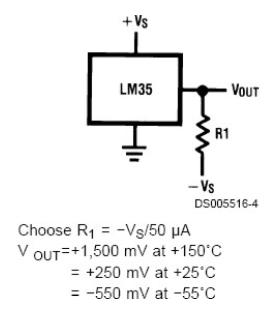 +VS
LM35
VOUT
R1
−VS
DS005516-4
Choose R1 = −VS/50 µA
V OUT=+1,500 mV at +150°C
= +250 mV at +25°C
= −550 mV at −55°C